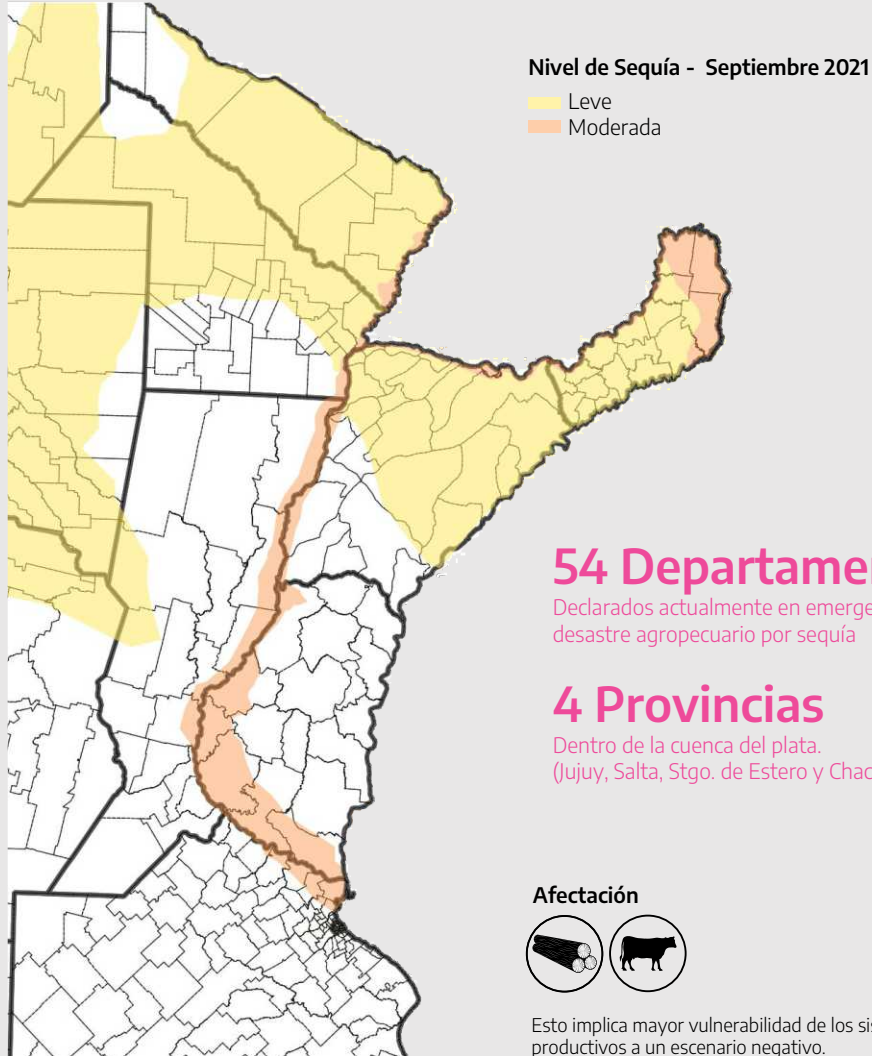 Nivel de Sequía - Septiembre 2021
Leve
Moderada
54 Departamen
Declarados actualmente en emerge
desastre agropecuario por sequía
4 Provincias
Dentro de la cuenca del plata.
(Jujuy, Salta, Stgo. de Estero y Chac
Afectación
Esto implica mayor vulnerabilidad de los sis
productivos a un escenario negativo.